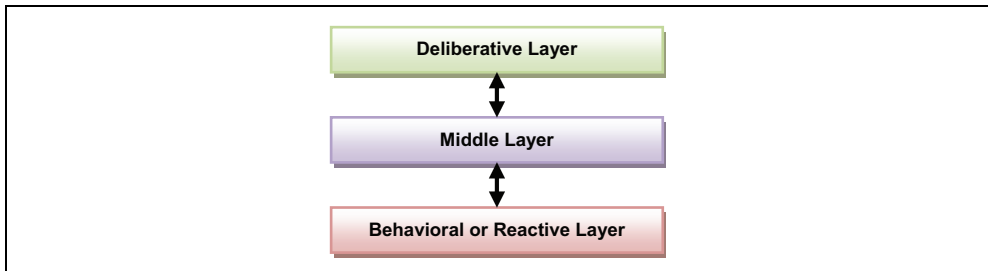 Deliberative Layer
Middle Layer
Behavioral or Reactive Layer